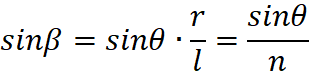 sinβ = sinθ · r/l = sinθ/n